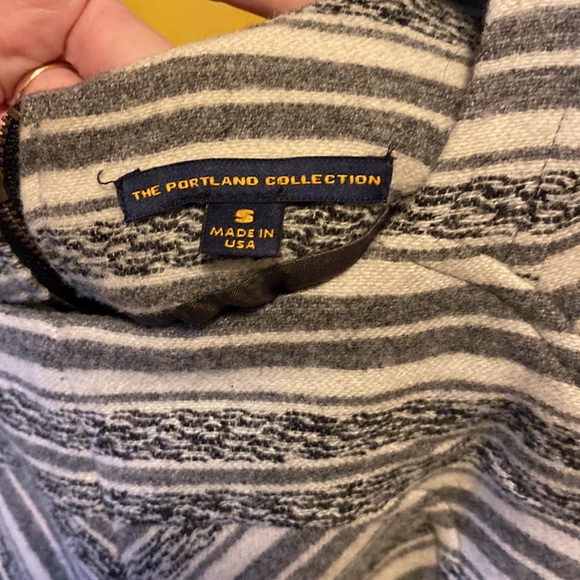 THE PORTLAND COLLECTION
S
MADE IN
USA